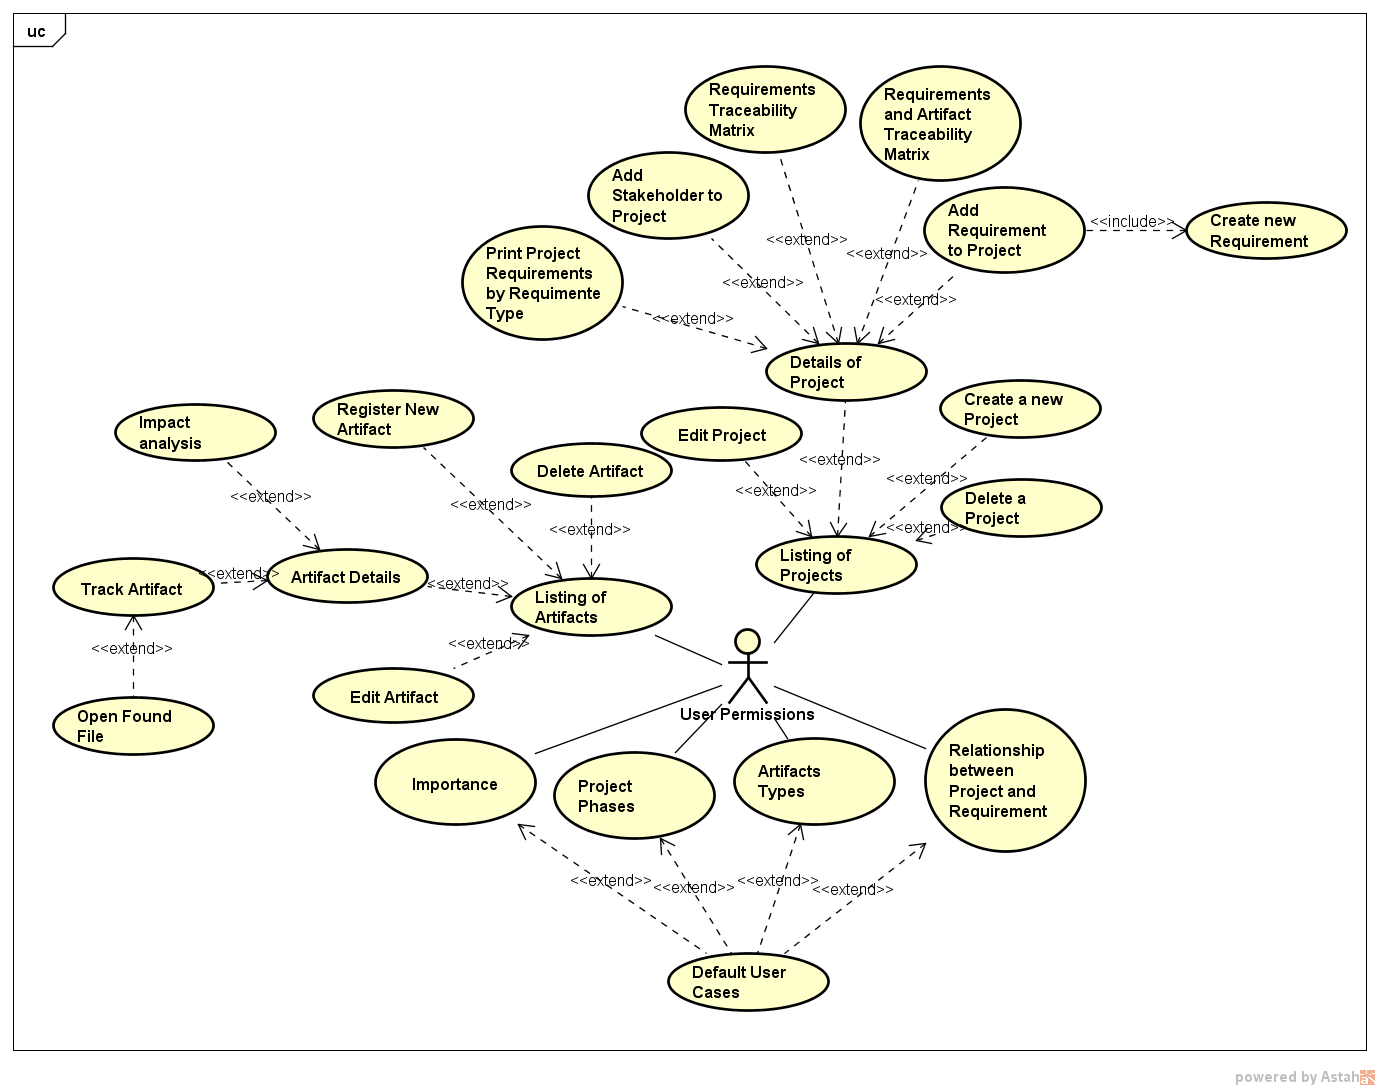 uc
Requirements
Traceability
Matrix
Requirements
and Artifact
Traceability
Matrix
Add
Stakeholder to
Project
Add
Requirement
to Project
<<include>>
Create new
Requirement
Print Project
Requirements
by Requimente
Type
<<extend>>
<<extend>>
<<extend>>
<<extend>>
<<extend>>
Details of
Project
Impact
analysis
Register New
Artifact
Edit Project
Create a new
Project
Delete Artifact
<<extend>>
<<extend>>
<<extend>>
Delete a
Project
<<extend>>
<<extend>>
<<extend>>
<<extend>>
Listing of
Projects
Track Artifact
<<extend>>
Artifact Details
<<extend>>
Listing of
Artifacts
<<extend>>
<<extend>>
Edit Artifact
Open Found
File
User Permissions
Importance
Project
Phases
Artifacts
Types
Relationship
between
Project and
Requirement
<<extend>>
<<extend>>
<<extend>>
<<extend>>
Default User
Cases
powered by Astah